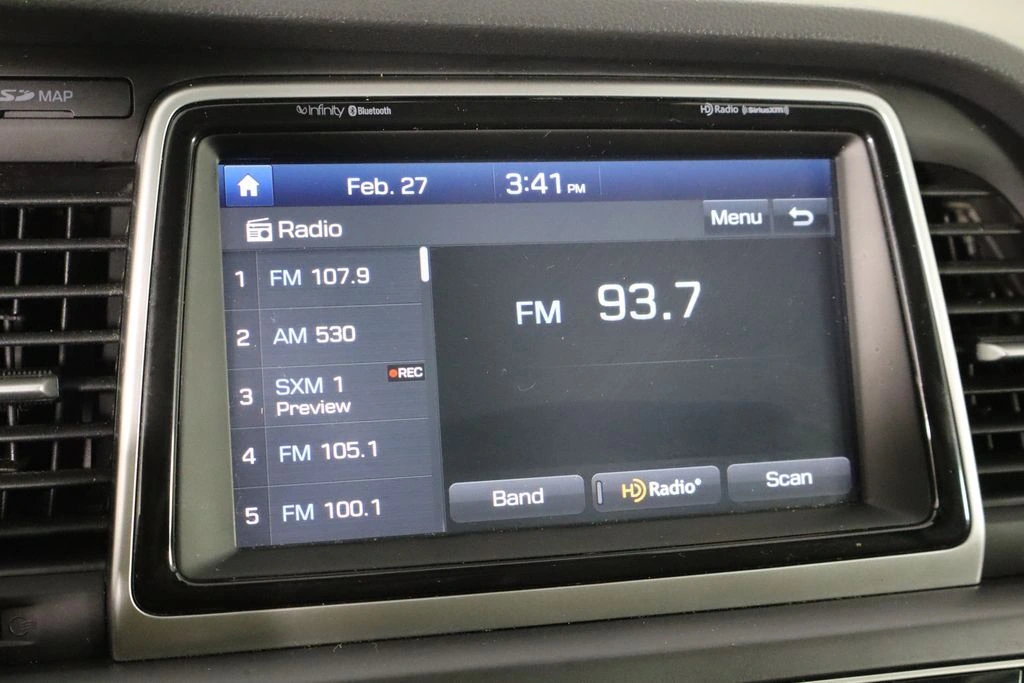 SD MAP
Infinity Bluetooth
HD Radio ((SiriusXM))
Feb. 27 3:41 PM
Radio Menu
1 FM 107.9
2 AM 530
3 SXM 1 REC
Preview
4 FM 105.1
5 FM 100.1
FM 93.7
Band HD Radio® Scan